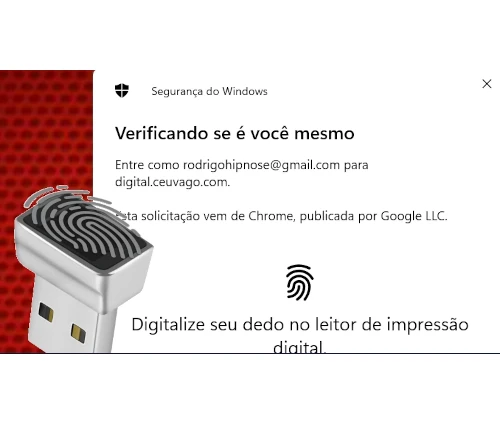 Segurança do Windows
Verificando se é você mesmo
Entre como rodrigohipnose@gmail.com para
digital.ceuvago.com.
Esta solicitação vem de Chrome, publicada por Google LLC.
Digitalize seu dedo no leitor de impressão
digital.